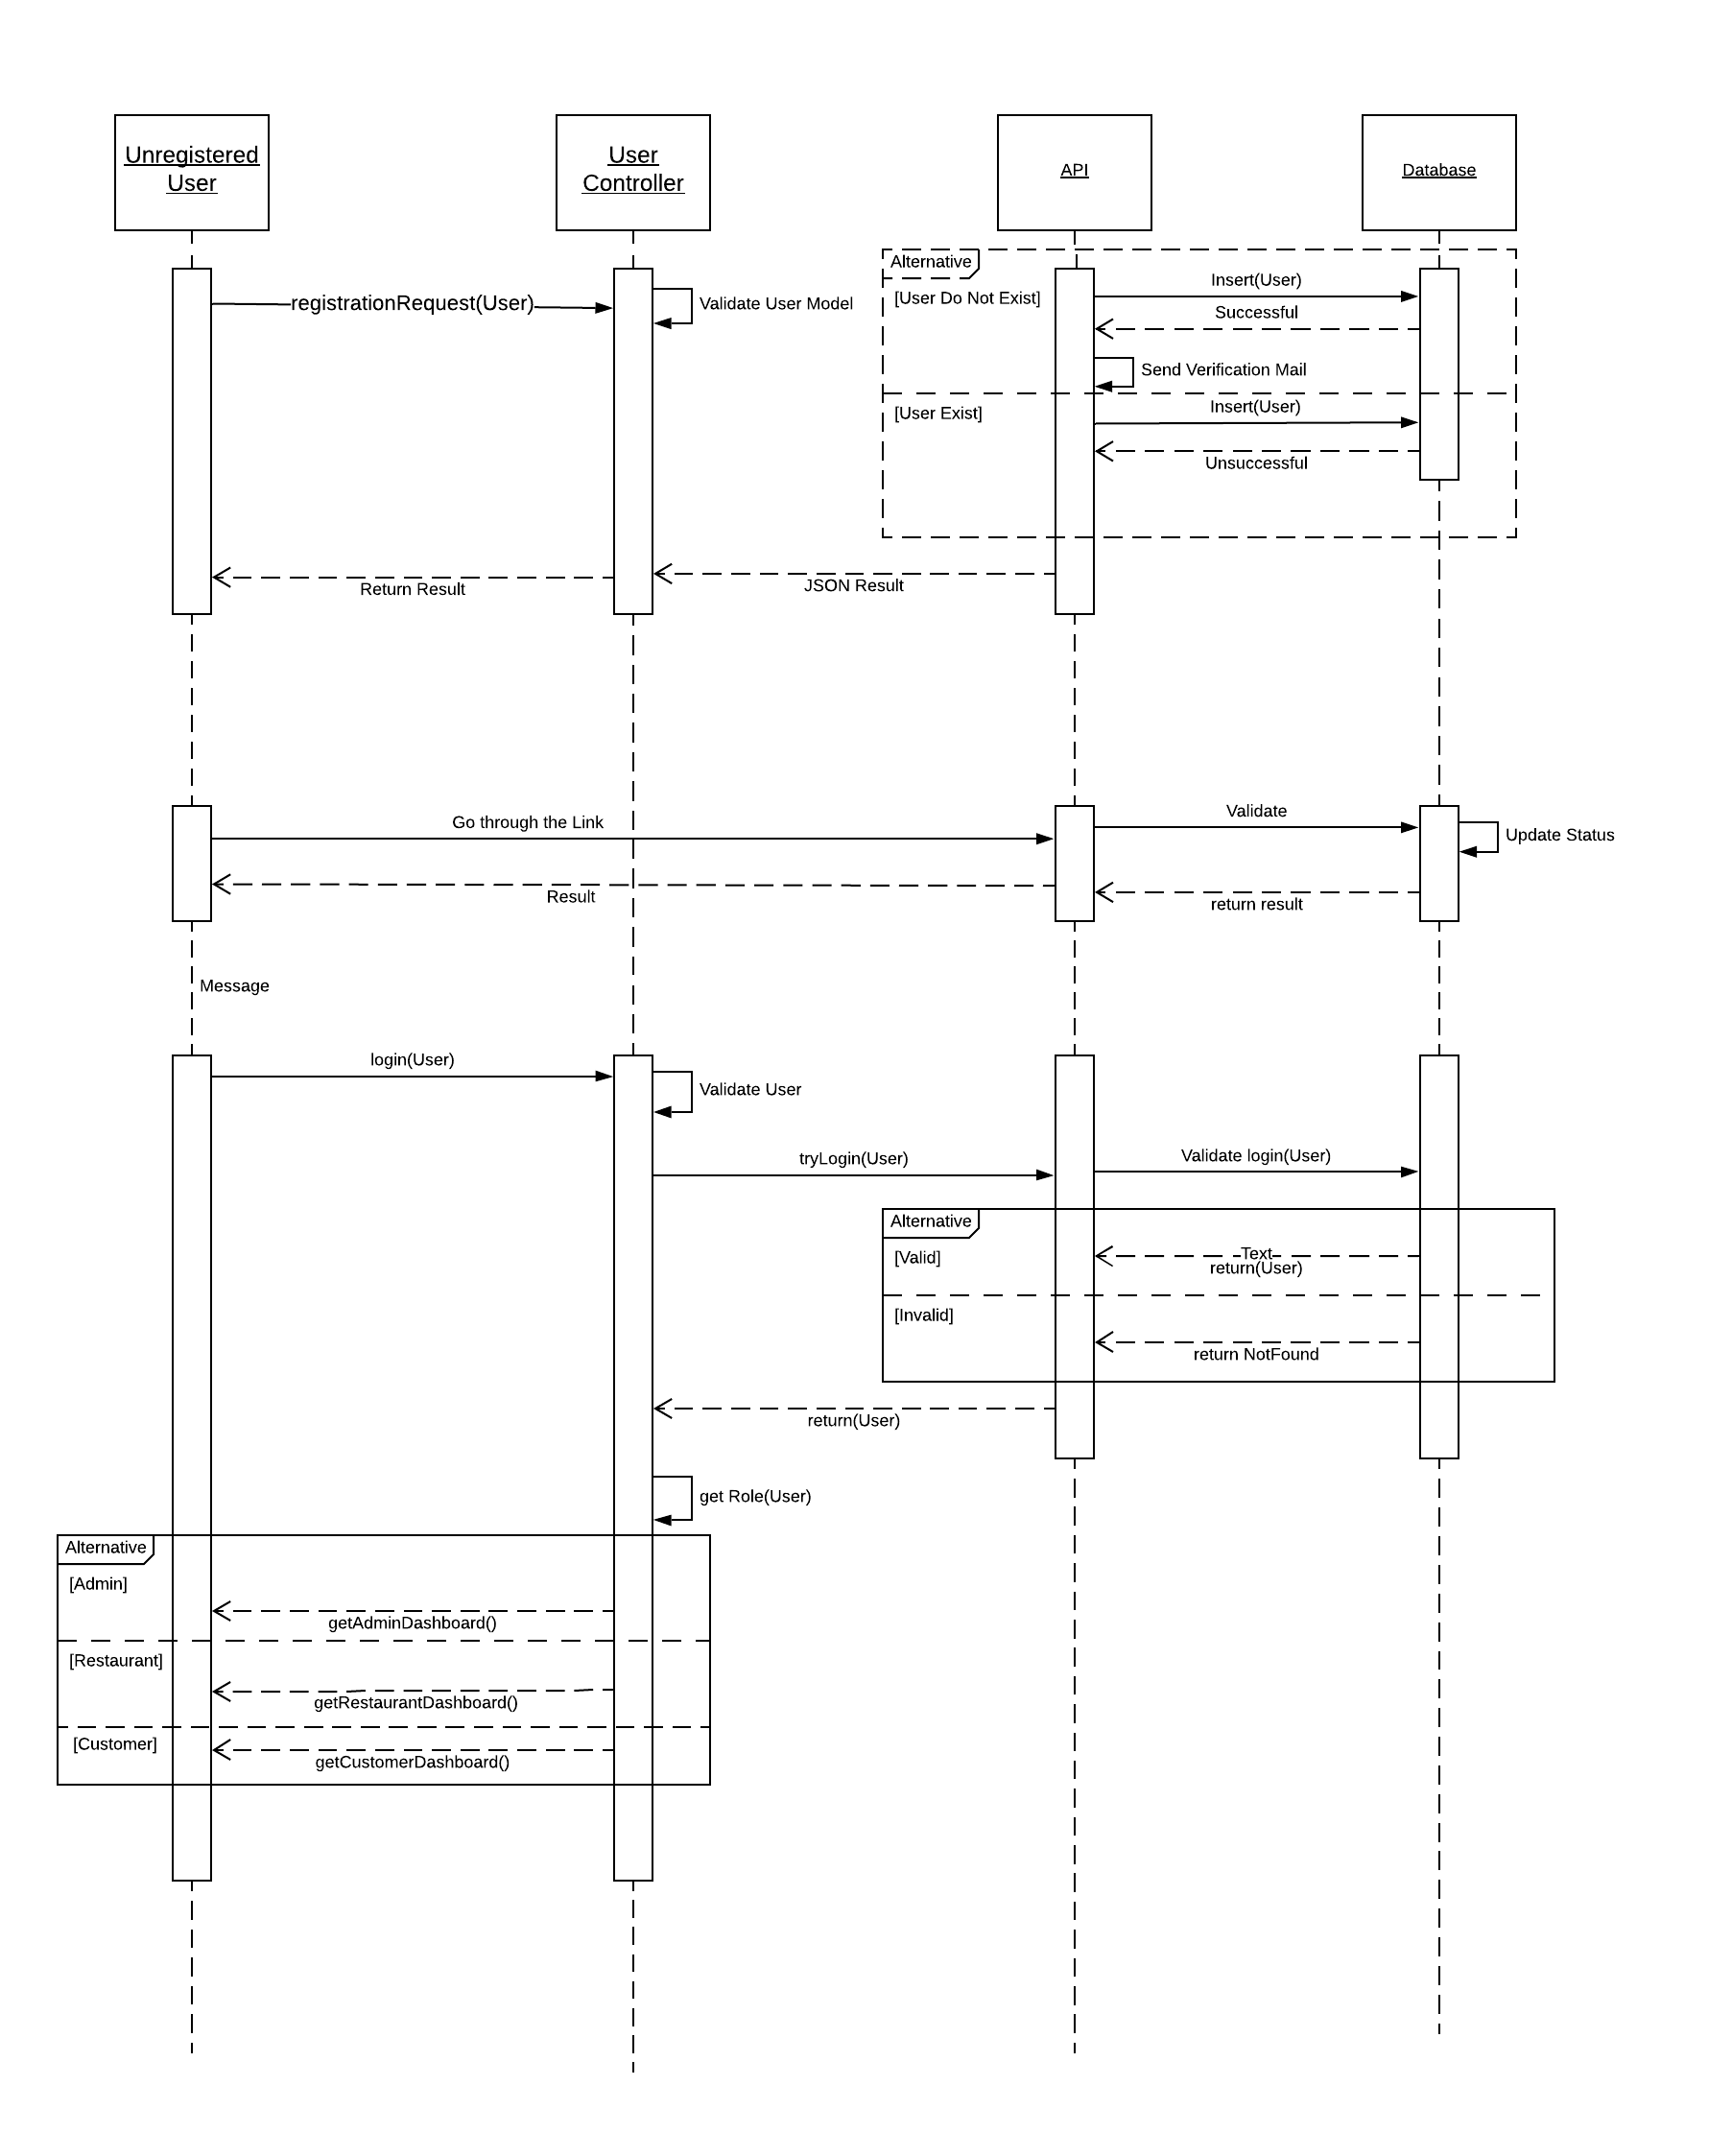 Unregistered
User
User
Controller
API
Database
Alternative
[User Do Not Exist]
Insert(User)
registrationRequest(User)
Validate User Model
Successful
Send Verification Mail
[User Exist]
Insert(User)
Unsuccessful
Return Result
JSON Result
Go through the Link
Validate
Update Status
Result
return result
Message
login(User)
Validate User
tryLogin(User)
Validate login(User)
Alternative
[Valid]
Text
return(User)
[Invalid]
return NotFound
return(User)
get Role(User)
Alternative
[Admin]
getAdminDashboard()
[Restaurant]
getRestaurantDashboard()
[Customer]
getCustomerDashboard()